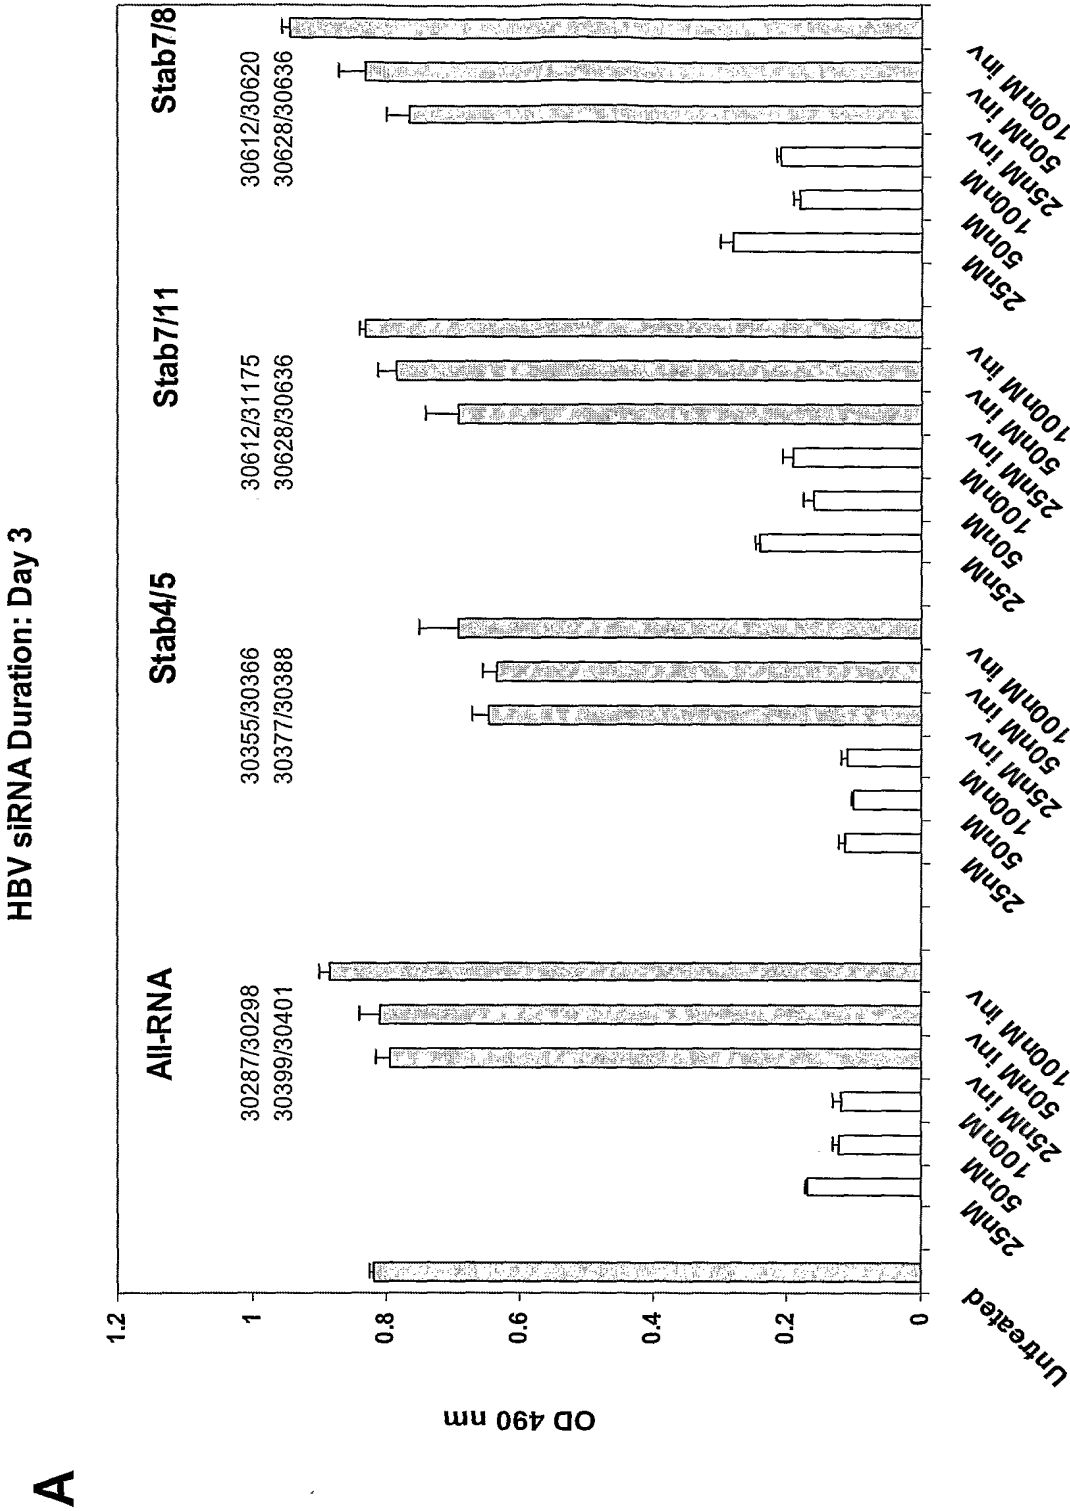 A
HBV siRNA Duration: Day 3
All-RNA
Stab4/5
Stab7/11
Stab7/8
30287/30298
30399/30401
30355/30366
30377/30388
30612/31175
30628/30636
30612/30620
30628/30636
OD 490 nm
1.2
1
0.8
0.6
0.4
0.2
0
Untreated
25nM
50nM
100nM
25nM inv
50nM inv
100nM inv
25nM
50nM
100nM
25nM inv
50nM inv
100nM inv
25nM
50nM
100nM
25nM inv
50nM inv
100nM inv
25nM
50nM
100nM
25nM inv
50nM inv
100nM inv